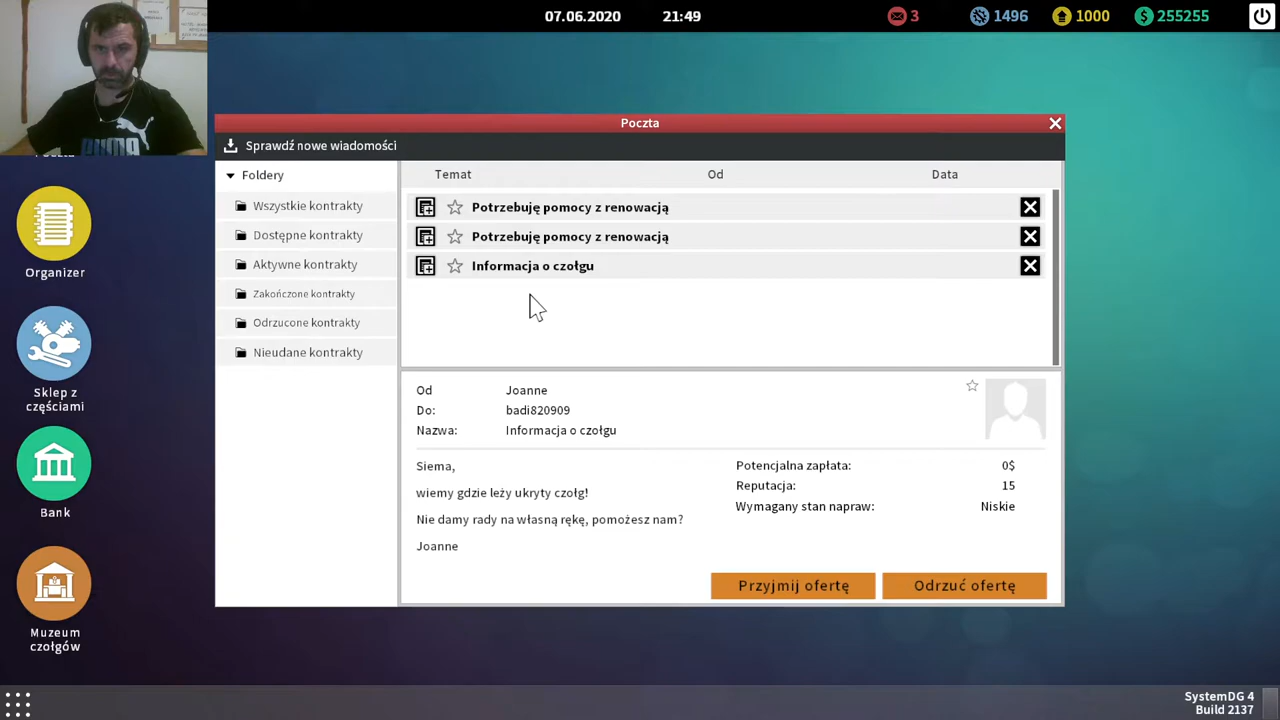 07.06.2020 21:49 3 1496 1000 255255
Poczta
Sprawdź nowe wiadomości
Foldery
Wszystkie kontrakty
Dostępne kontrakty
Aktywne kontrakty
Zakończone kontrakty
Odrzucone kontrakty
Nieudane kontrakty
Temat Od Data
Potrzebuję pomocy z renowacją
Potrzebuję pomocy z renowacją
Informacja o czołgu
Od Joanne
Do: badi820909
Nazwa: Informacja o czołgu
Siema,
wiemy gdzie leży ukryty czołg!
Nie damy rady na własną rękę, pomożesz nam?
Joanne
Potencjalna zapłata: 0$
Reputacja: 15
Wymagany stan napraw: Niskie
Przyjmij ofertę Odrzuć ofertę
Organizer
Sklep z
częściami
Bank
Muzeum
czołgów
SystemDG 4
Build 2137
PUMA